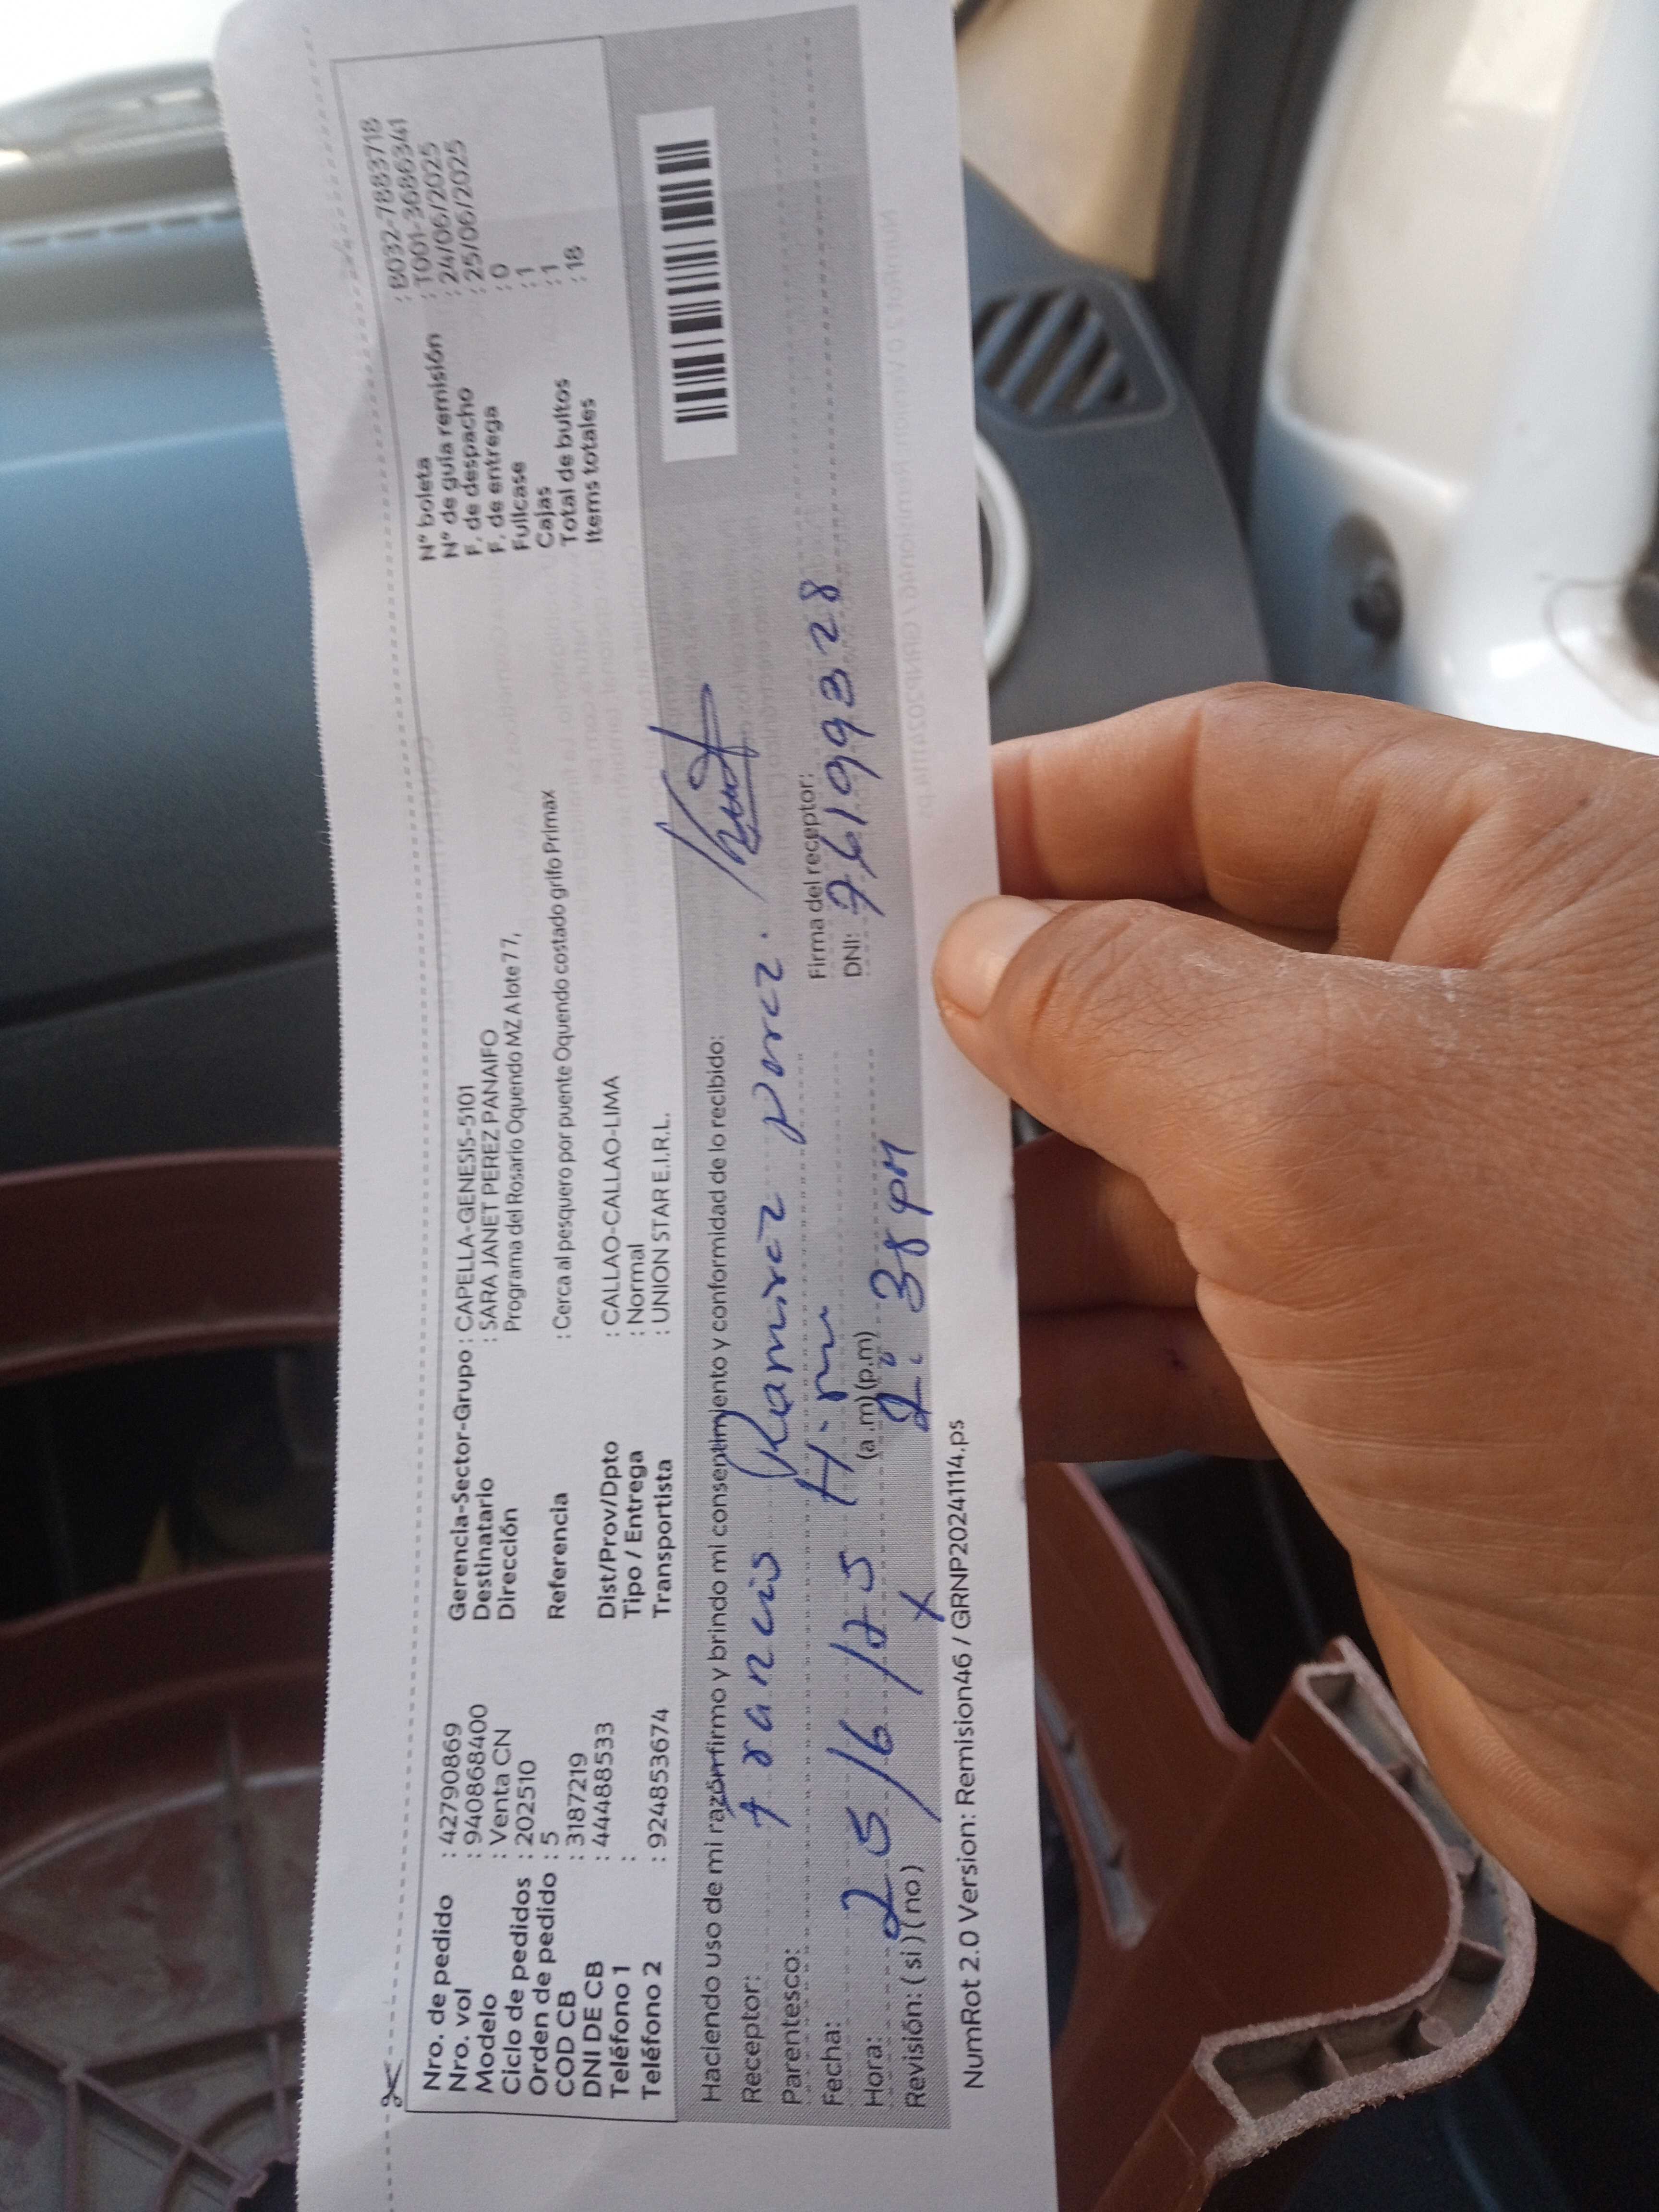 Nro. de pedido : 42790869
Nro. vol : 940868400
Modelo : Venta CN
Ciclo de pedidos : 202510
Orden de pedido : 5
COD CB : 3187219
DNI DE CB : 44488533
Teléfono 1 :
Teléfono 2 : 924853674
Gerencia-Sector-Grupo : CAPELLA-GENESIS-5101
Destinatario : SARA JANET PEREZ PANAIFO
Dirección Programa del Rosario Oquendo MZ A lote 7 7,
Referencia : Cerca al pesquero por puente Oquendo costado grifo Primax
Dist/Prov/Dpto : CALLAO-CALLAO-LIMA
Tipo / Entrega : Normal
Transportista : UNION STAR E.I.R.L.
N° boleta : B032-7883718
N° de guía remisión : T001-3686341
F. de despacho : 24/06/2025
F. de entrega : 25/06/2025
Fullcase : 0
Cajas : 1
Total de bultos : 1
Items totales : 18
Haciendo uso de mi razón firmo y brindo mi consentimiento y conformidad de lo recibido:
Receptor: Francis Ramirez perez.
Parentesco:
Firma del receptor:
Fecha: 25/6/25
DNI: 76199328
Hora: (a.m) (p.m) 2:38 pm
Revisión: ( si ) ( no ) x
NumRot 2.0 Version: Remision46 / GRNP20241114.ps